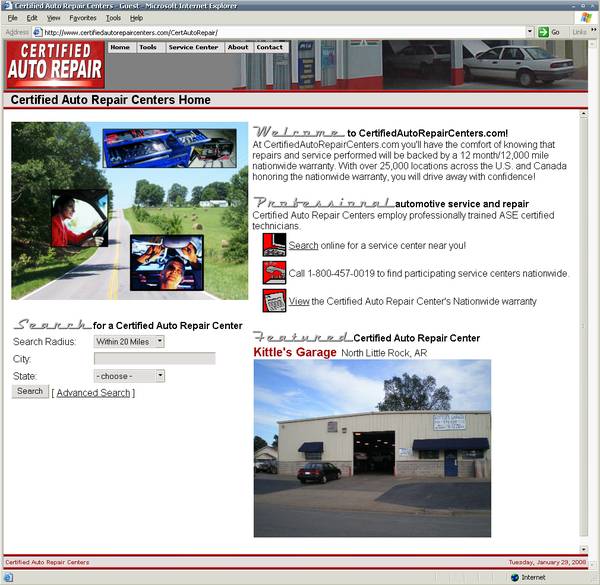 Certified Auto Repair Centers - Guest - Microsoft Internet Explorer
File Edit View Favorites Tools Help
Address http://www.certifiedautorepaircenters.com/CertAutoRepair/ Go Links »
CERTIFIED
AUTO REPAIR
Home Tools Service Center About Contact
Certified Auto Repair Centers Home
Welcome to CertifiedAutoRepairCenters.com!
At CertifiedAutoRepairCenters.com you'll have the comfort of knowing that
repairs and service performed will be backed by a 12 month/12,000 mile
nationwide warranty. With over 25,000 locations across the U.S. and Canada
honoring the nationwide warranty, you will drive away with confidence!
Professional automotive service and repair
Certified Auto Repair Centers employ professionally trained ASE certified
technicians.
Search online for a service center near you!
Call 1-800-457-0019 to find participating service centers nationwide.
View the Certified Auto Repair Center's Nationwide warranty
Search for a Certified Auto Repair Center
Search Radius: Within 20 Miles
City:
State: - choose -
Search [ Advanced Search ]
Featured Certified Auto Repair Center
Kittle's Garage North Little Rock, AR
Certified Auto Repair Centers
Tuesday, January 29, 2008
Internet